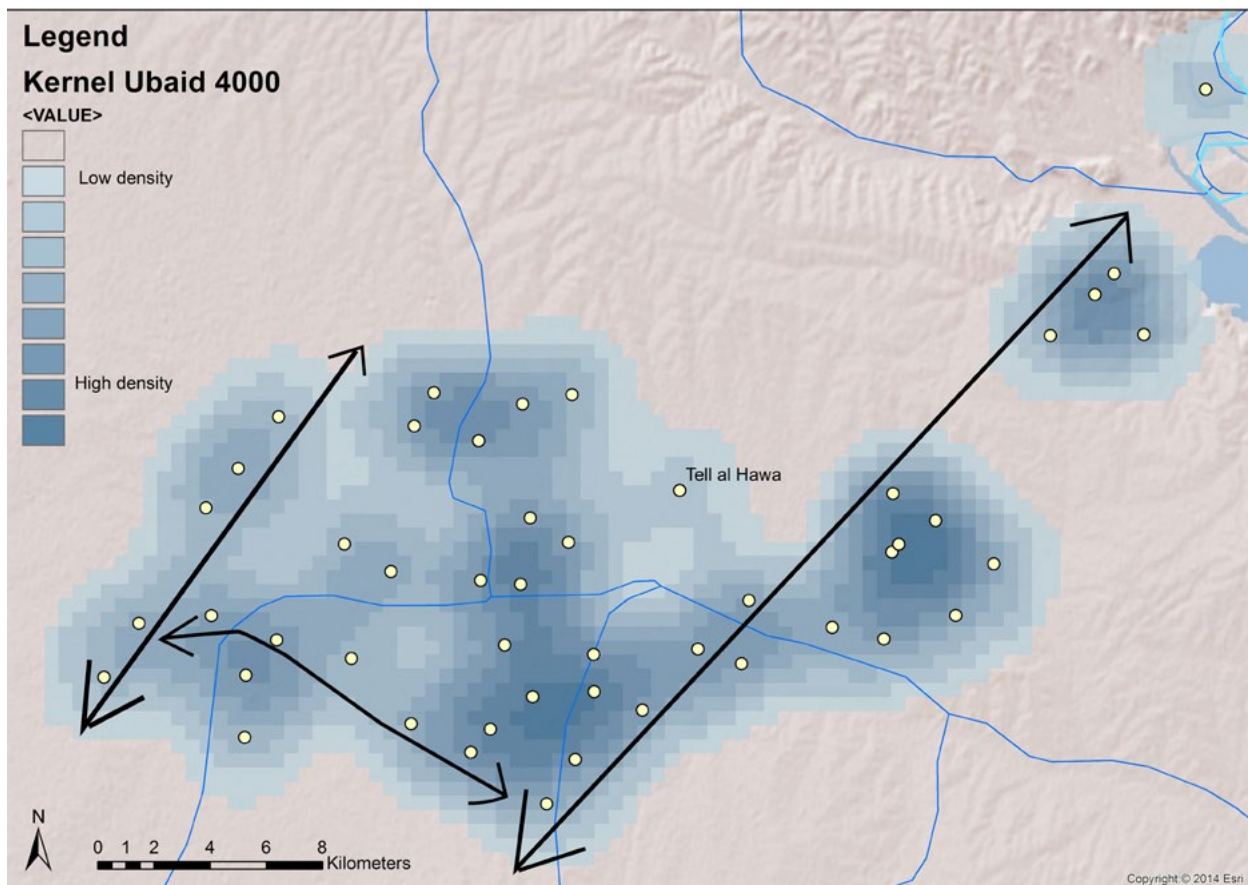 Legend
Kernel Ubaid 4000
<VALUE>
Low density
High density
Tell al Hawa
N
0 1 2 4 6 8
Kilometers
Copyright:© 2014 Esri